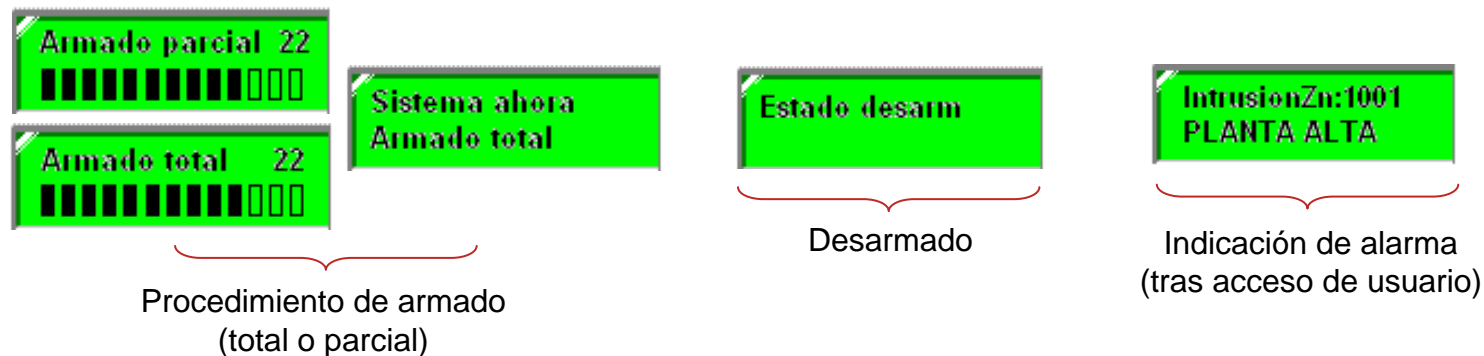 Armado parcial 22
Armado total 22
Sistema ahora
Armado total
Procedimiento de armado
(total o parcial)
Estado desarm
Desarmado
IntrusionZn:1001
PLANTA ALTA
Indicación de alarma
(tras acceso de usuario)